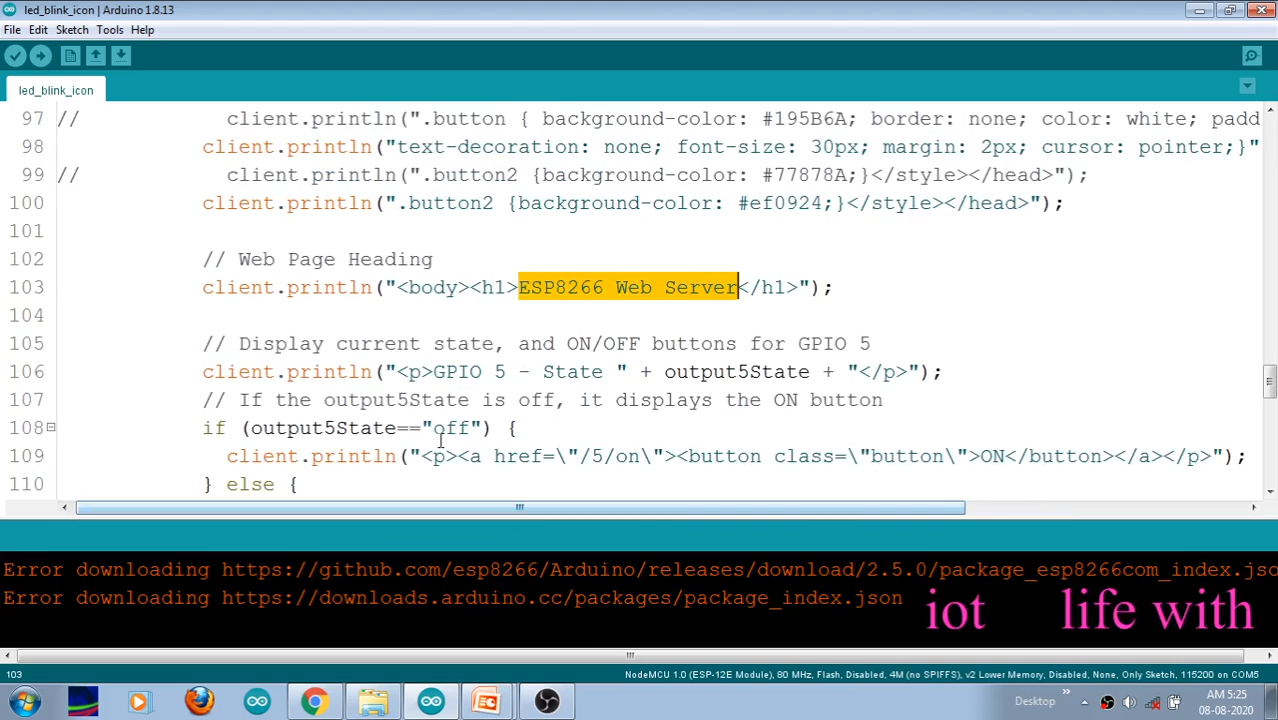 led_blink_icon | Arduino 1.8.13
File Edit Sketch Tools Help
led_blink_icon
97 // client.println(".button { background-color: #195B6A; border: none; color: white; padd
98 client.println("text-decoration: none; font-size: 30px; margin: 2px; cursor: pointer;}"
99 // client.println(".button2 {background-color: #77878A;}</style></head>");
100 client.println(".button2 {background-color: #ef0924;}</style></head>");
101
102 // Web Page Heading
103 client.println("<body><h1>ESP8266 Web Server</h1>");
104
105 // Display current state, and ON/OFF buttons for GPIO 5
106 client.println("<p>GPIO 5 - State " + output5State + "</p>");
107 // If the output5State is off, it displays the ON button
108 if (output5State=="off") {
109 client.println("<p><a href=\"/5/on\"><button class=\"button\">ON</button></a></p>");
110 } else {
Error downloading https://github.com/esp8266/Arduino/releases/download/2.5.0/package_esp8266com_index.jso
Error downloading https://downloads.arduino.cc/packages/package_index.json
iot life with
103 NodeMCU 1.0 (ESP-12E Module), 80 MHz, Flash, Disabled, 4M (no SPIFFS), v2 Lower Memory, Disabled, None, Only Sketch, 115200 on COM5
Desktop
AM 5:25
08-08-2020